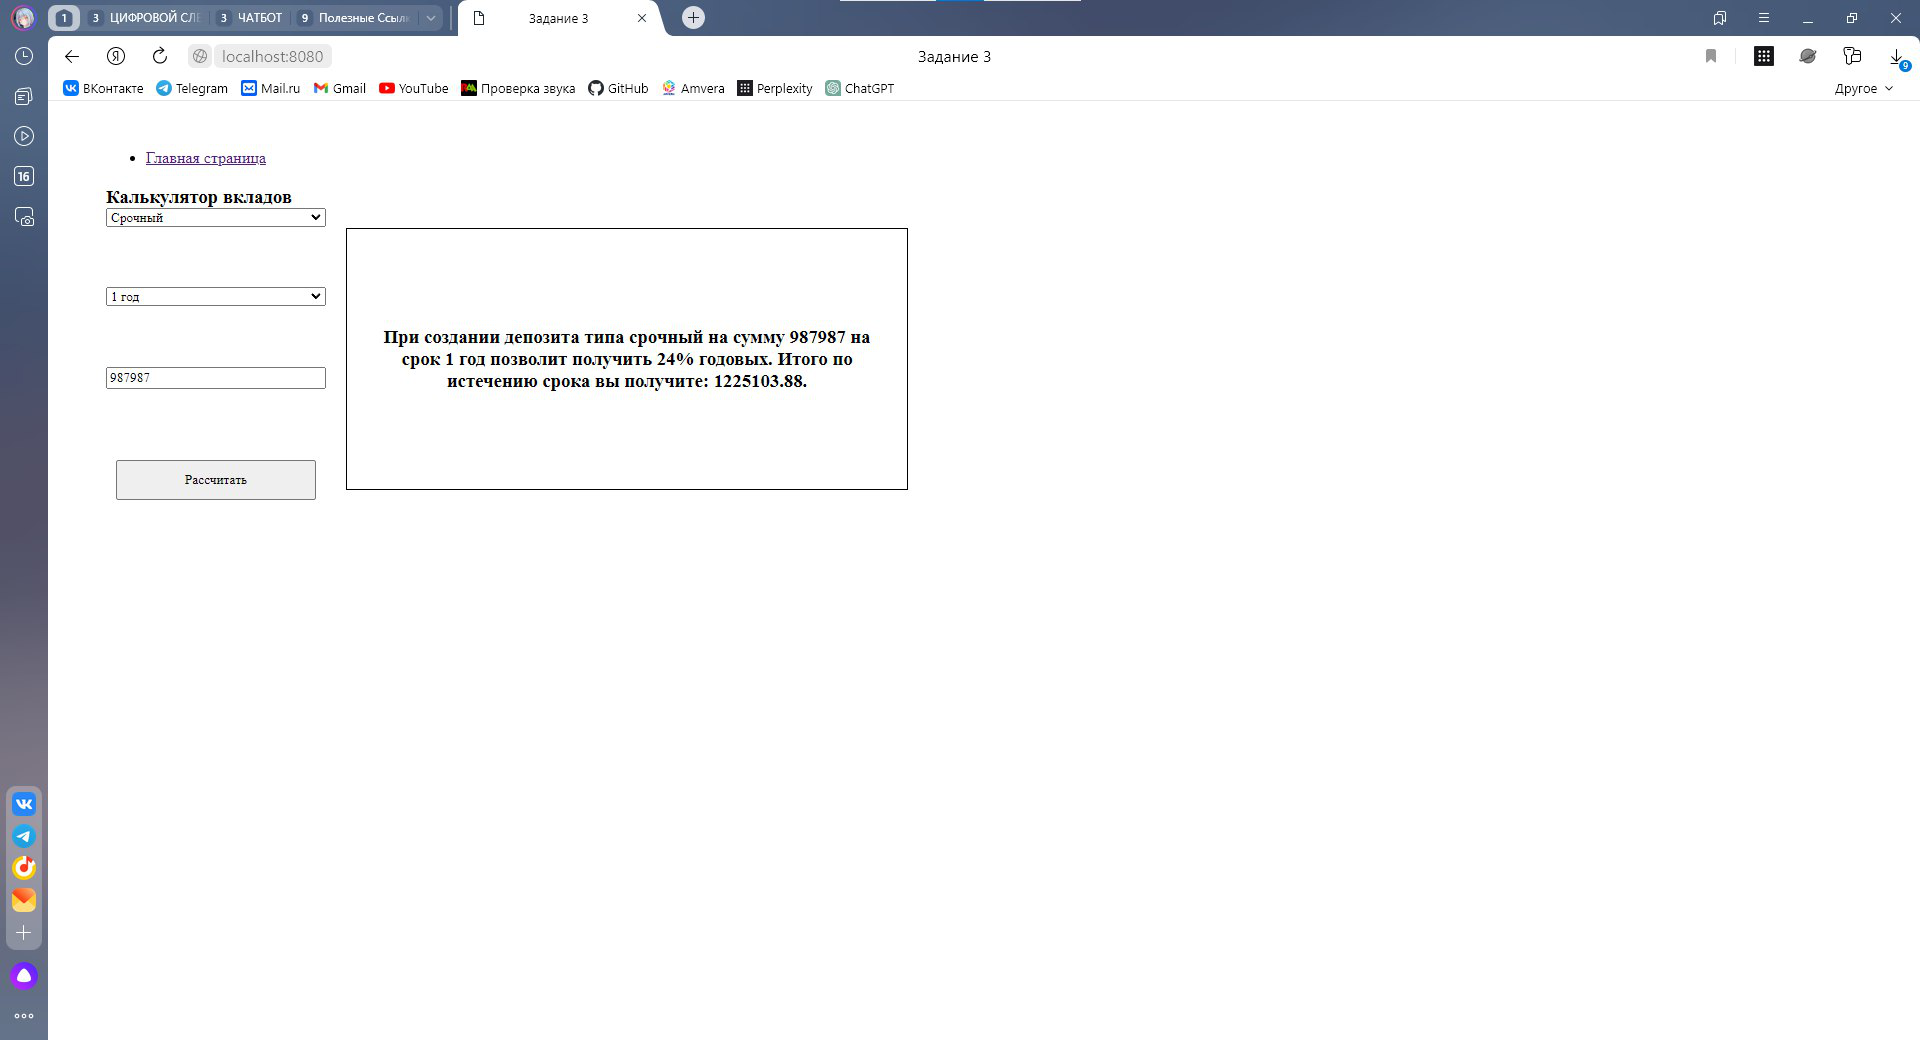 1
3 ЦИФРОВОЙ СЛЕ
3 ЧАТБОТ
9 Полезные Ссыл
Задание 3
localhost:8080
Задание 3
9
ВКонтакте
Telegram
Mail.ru
Gmail
YouTube
Проверка звука
GitHub
Amvera
Perplexity
ChatGPT
Другое
16
Главная страница
Калькулятор вкладов
Срочный
1 год
987987
Рассчитать
При создании депозита типа срочный на сумму 987987 на
срок 1 год позволит получить 24% годовых. Итого по
истечению срока вы получите: 1225103.88.